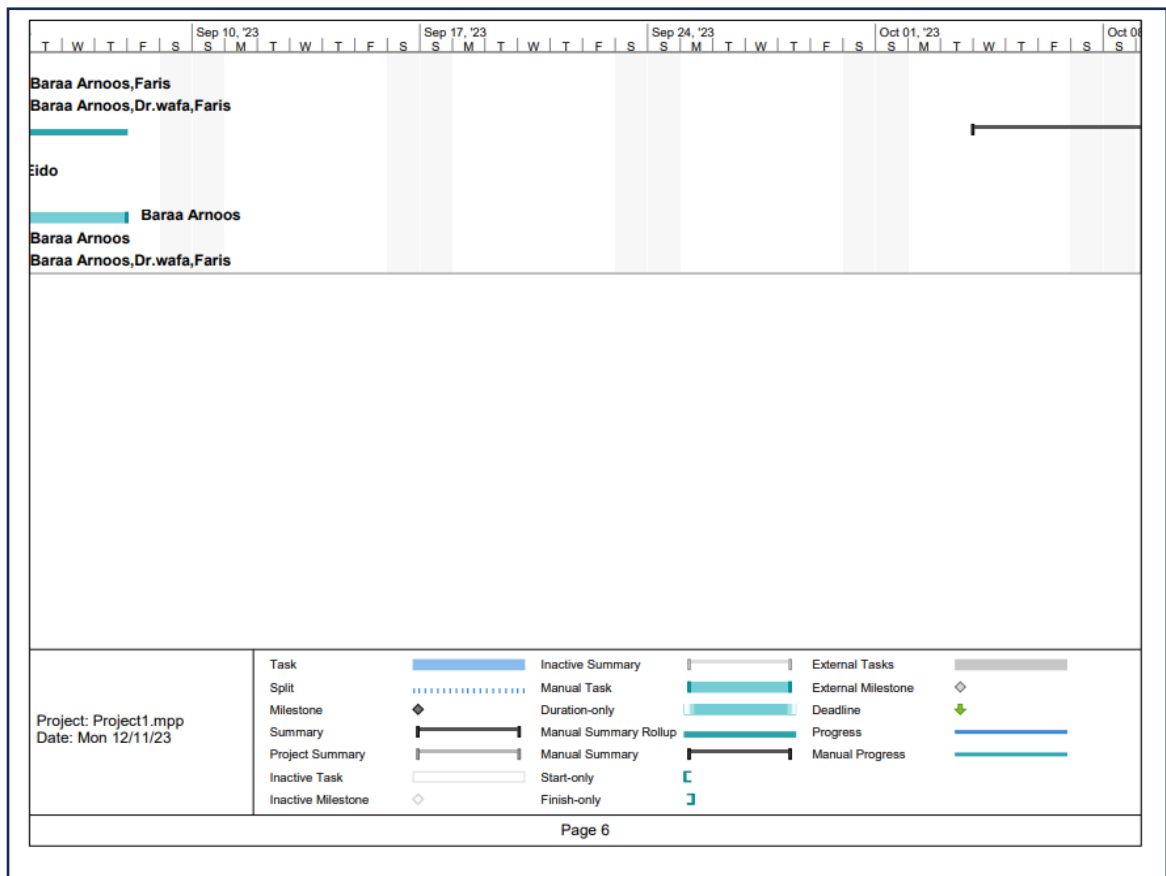 Sep 10, '23 Sep 17, '23 Sep 24, '23 Oct 01, '23 Oct 08
T W T F S S M T W T F S S M T W T F S S M T W T F S S M T W T F S S
Baraa Arnoos,Faris
Baraa Arnoos,Dr.wafa,Faris
Eido
Baraa Arnoos
Baraa Arnoos
Baraa Arnoos,Dr.wafa,Faris
Project: Project1.mpp
Date: Mon 12/11/23
Task Inactive Summary External Tasks
Split Manual Task External Milestone
Milestone Duration-only Deadline
Summary Manual Summary Rollup Progress
Project Summary Manual Summary Manual Progress
Inactive Task Start-only
Inactive Milestone Finish-only
Page 6